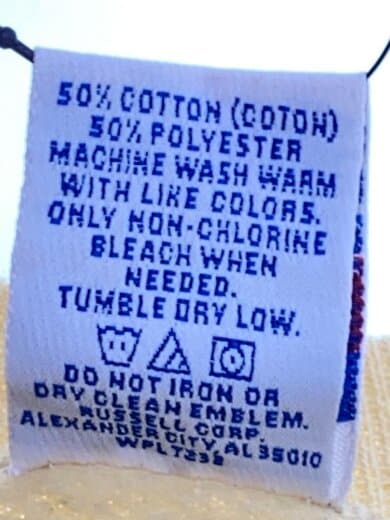 50% COTTON (COTON)
50% POLYESTER
MACHINE WASH WARM
WITH LIKE COLORS.
ONLY NON-CHLORINE
BLEACH WHEN
NEEDED.
TUMBLE DRY LOW.
DO NOT IRON OR
DRY CLEAN EMBLEM.
RUSSELL CORP.
ALEXANDER CITY, AL 35010
WPL7239